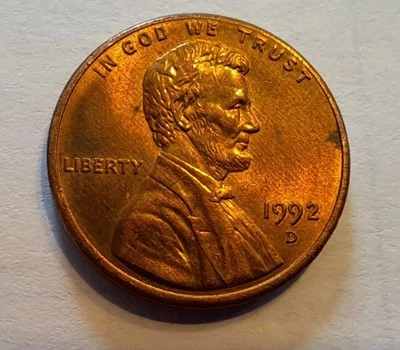 IN GOD WE TRUST
LIBERTY
1992
D